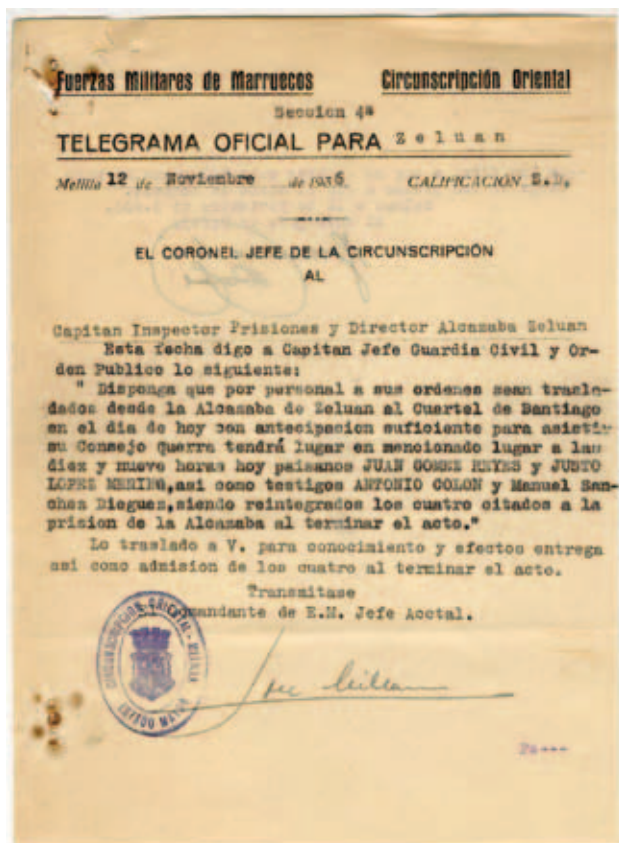 Fuerzas Militares de Marruecos Circunscripción Oriental
Seccion 4ª
TELEGRAMA OFICIAL PARA Zeluan
Melilla 12 de Noviembre de 1936 CALIFICACIÓN
EL CORONEL JEFE DE LA CIRCUNSCRIPCIÓN
AL
Capitan Inspector Prisiones y Director Alcazaba Zeluan
Esta fecha digo a Capitan Jefe Guardia Civil y Or-
den Publico lo siguiente:
" Disponga que por personal a sus ordenes sean trasla-
dados desde la Alcazaba de Zeluan al Cuartel de Santiago
en el dia de hoy con antecipacion suficiente para asistir
su Consejo Guerra tendrá lugar en mencionado lugar a las
diez y nueve horas hoy paisanos JUAN GOMEZ REYES y JUSTO
LOPEZ MERINO,asi como testigos ANTONIO COLON y Manuel San-
chez Dieguez,siendo reintegrados los cuatro citados a la
prision de la Alcazaba al terminar el acto."
Lo traslado a V. para conocimiento y efectos entrega
asi como admision de los cuatro al terminar el acto.
Transmitase
Comandante de E.M. Jefe Acctal.
CIRCUNSCRIPCION ORIENTAL - MELILLA
ESTADO MAYOR